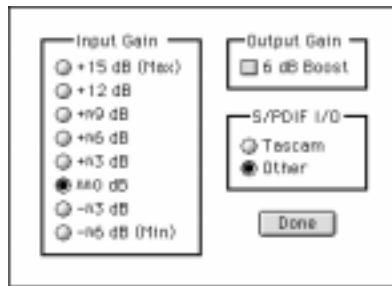 Input Gain
+15 dB (Max)
+12 dB
+n9 dB
+n6 dB
+n3 dB
nn0 dB
-n3 dB
-n6 dB (Min)
Output Gain
6 dB Boost
S/PDIF I/O
Tascam
Other
Done